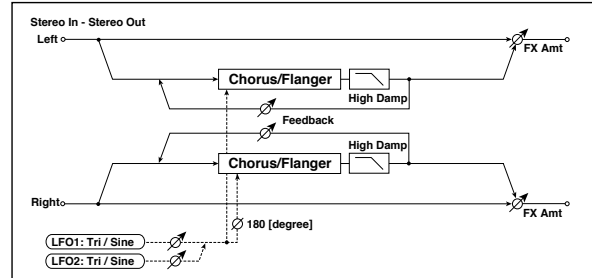 Stereo In - Stereo Out
Left
FX Amt
Chorus/Flanger
High Damp
Feedback
High Damp
Chorus/Flanger
Right
180 [degree]
FX Amt
LFO1: Tri / Sine
LFO2: Tri / Sine